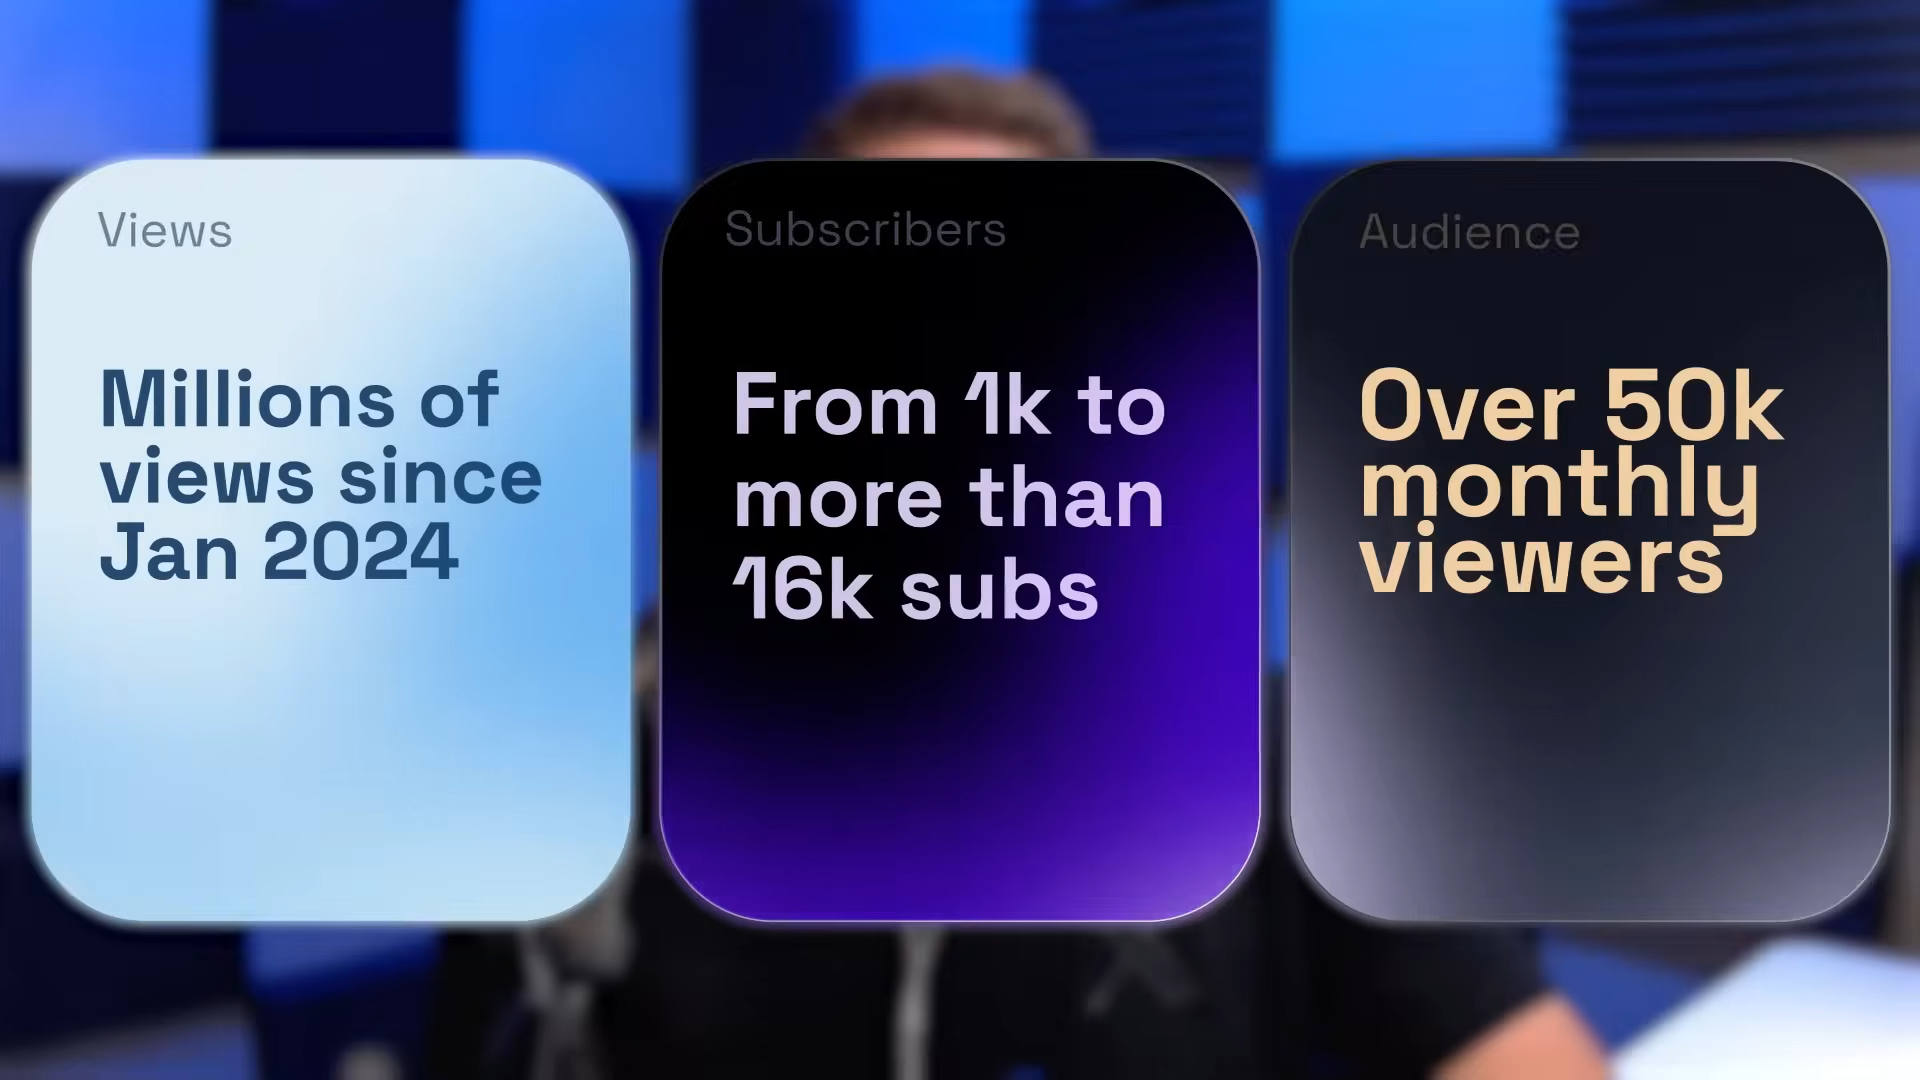 Views
Millions of
views since
Jan 2024
Subscribers
From 1k to
more than
16k subs
Audience
Over 50k
monthly
viewers